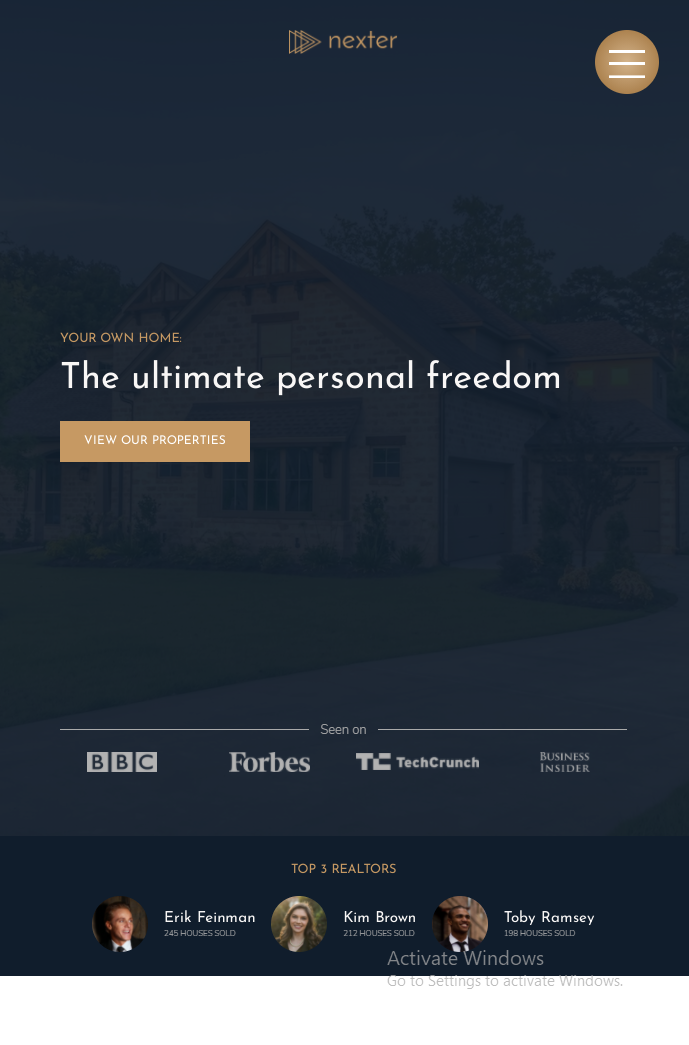 nexter
YOUR OWN HOME:
The ultimate personal freedom
VIEW OUR PROPERTIES
Seen on
BBC
Forbes
TC TechCrunch
BUSINESS
INSIDER
TOP 3 REALTORS
Erik Feinman
245 HOUSES SOLD
Kim Brown
212 HOUSES SOLD
Toby Ramsey
198 HOUSES SOLD
Activate Windows
Go to Settings to activate Windows.